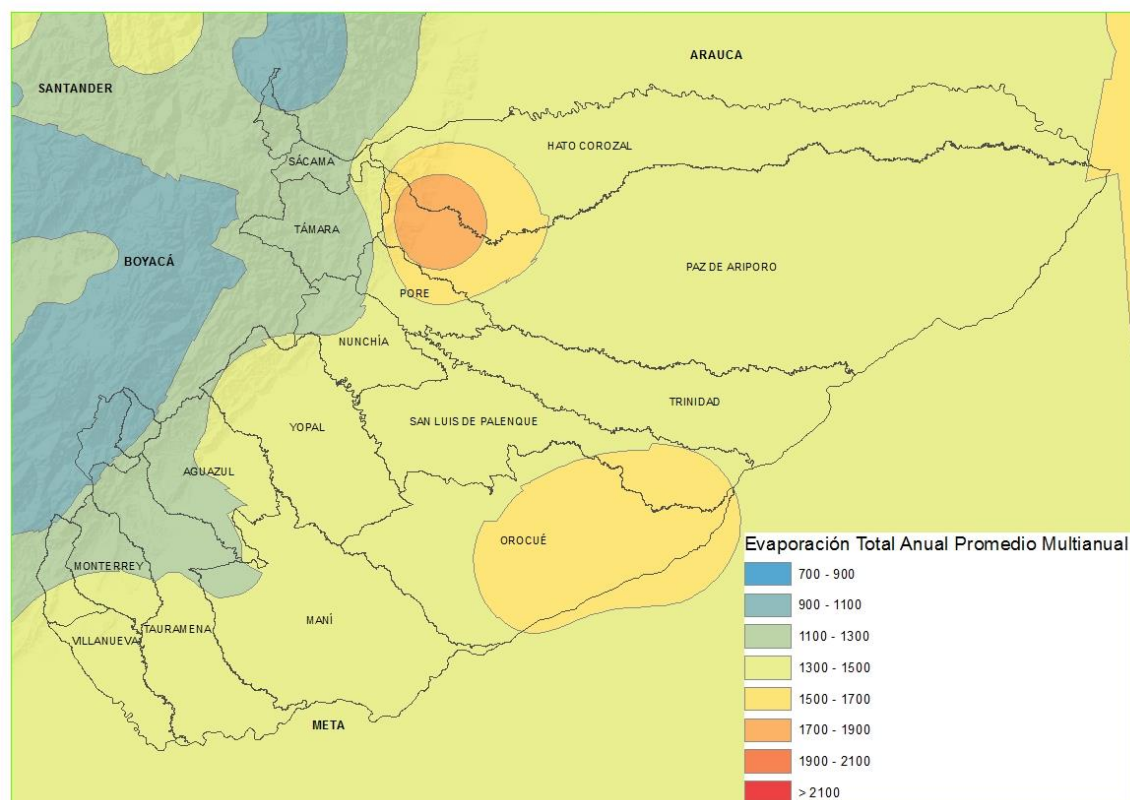 ARAUCA
SANTANDER
HATO COROZAL
SÁCAMA
TÁMARA
BOYACÁ
PAZ DE ARIPORO
PORE
NUNCHÍA
TRINIDAD
SAN LUIS DE PALENQUE
YOPAL
AGUAZUL
OROCUÉ
MONTERREY
MANÍ
TAURAMENA
VILLANUEVA
META
Evaporación Total Anual Promedio Multianual
700 - 900
900 - 1100
1100 - 1300
1300 - 1500
1500 - 1700
1700 - 1900
1900 - 2100
> 2100